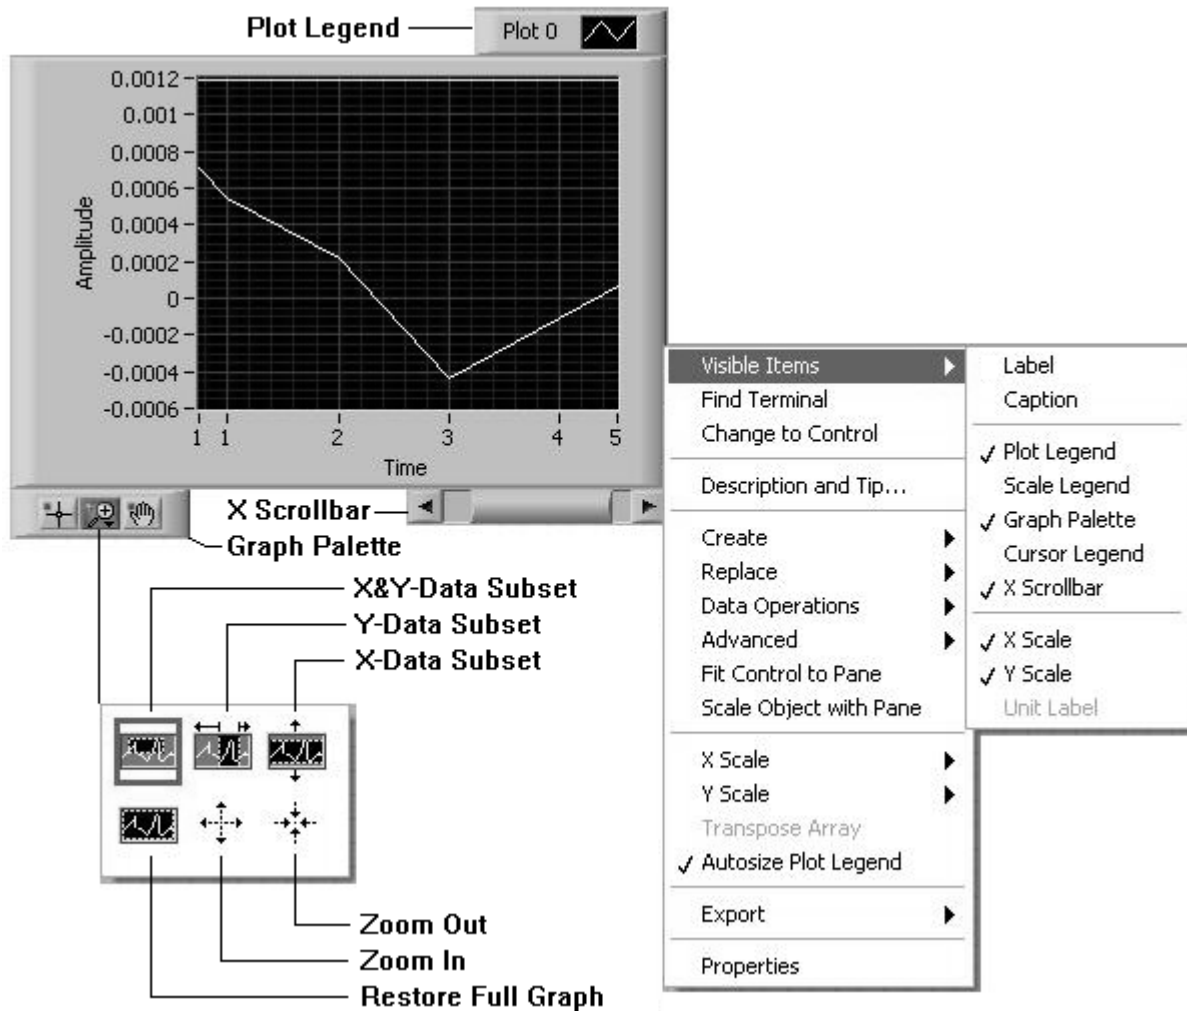 Plot Legend
Plot 0
0.0012
0.001
0.0008
0.0006
0.0004
0.0002
0
-0.0002
-0.0004
-0.0006
Amplitude
1 1 2 3 4 5
Time
X Scrollbar
Graph Palette
X&Y-Data Subset
Y-Data Subset
X-Data Subset
Zoom Out
Zoom In
Restore Full Graph
Visible Items
Find Terminal
Change to Control
Description and Tip...
Create
Replace
Data Operations
Advanced
Fit Control to Pane
Scale Object with Pane
X Scale
Y Scale
Transpose Array
Autosize Plot Legend
Export
Properties
Label
Caption
Plot Legend
Scale Legend
Graph Palette
Cursor Legend
X Scrollbar
X Scale
Y Scale
Unit Label